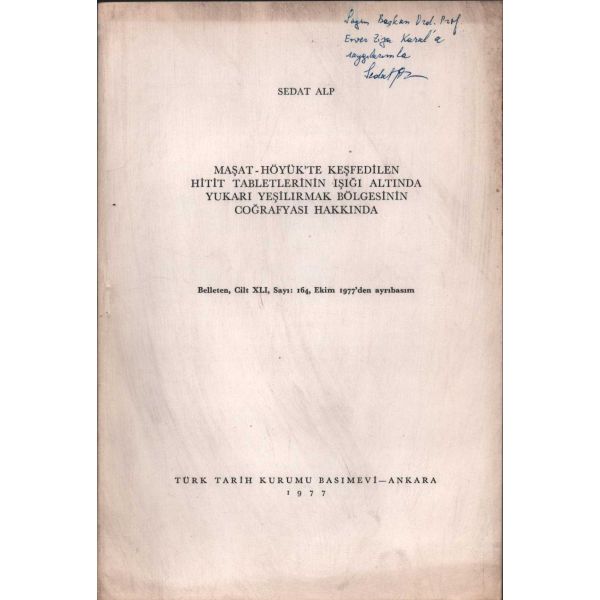 Sayın Başkan Ord. Prof.
Enver Ziya Karal'a
saygılarımla
Sedat Alp
SEDAT ALP
MAŞAT-HÖYÜK'TE KEŞFEDİLEN
HİTİT TABLETLERİNİN IŞIĞI ALTINDA
YUKARI YEŞİLIRMAK BÖLGESİNİN
COĞRAFYASI HAKKINDA
Belleten, Cilt XLI, Sayı: 164, Ekim 1977'den ayrıbasım
TÜRK TARİH KURUMU BASIMEVİ—ANKARA
1977